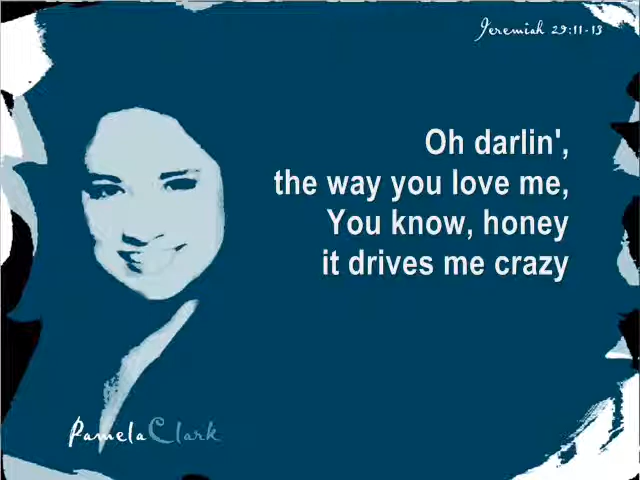 Jeremiah 29:11-13
Oh darlin',
the way you love me,
You know, honey
it drives me crazy
PamelaClark